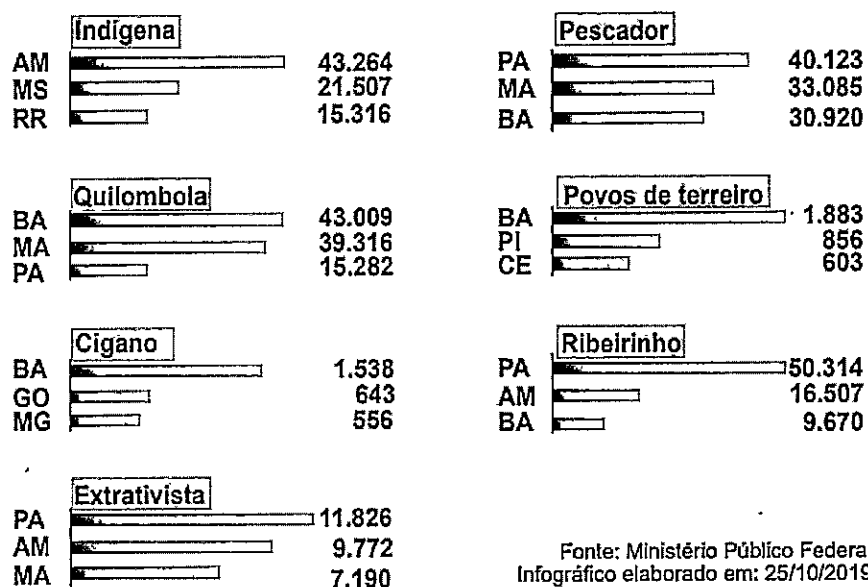 Indígena
AM 43.264
MS 21.507
RR 15.316
Quilombola
BA 43.009
MA 39.316
PA 15.282
Cigano
BA 1.538
GO 643
MG 556
Extrativista
PA 11.826
AM 9.772
MA 7.190
Pescador
PA 40.123
MA 33.085
BA 30.920
Povos de terreiro
BA 1.883
PI 856
CE 603
Ribeirinho
PA 50.314
AM 16.507
BA 9.670
Fonte: Ministério Público Federa
Infográfico elaborado em: 25/10/2019